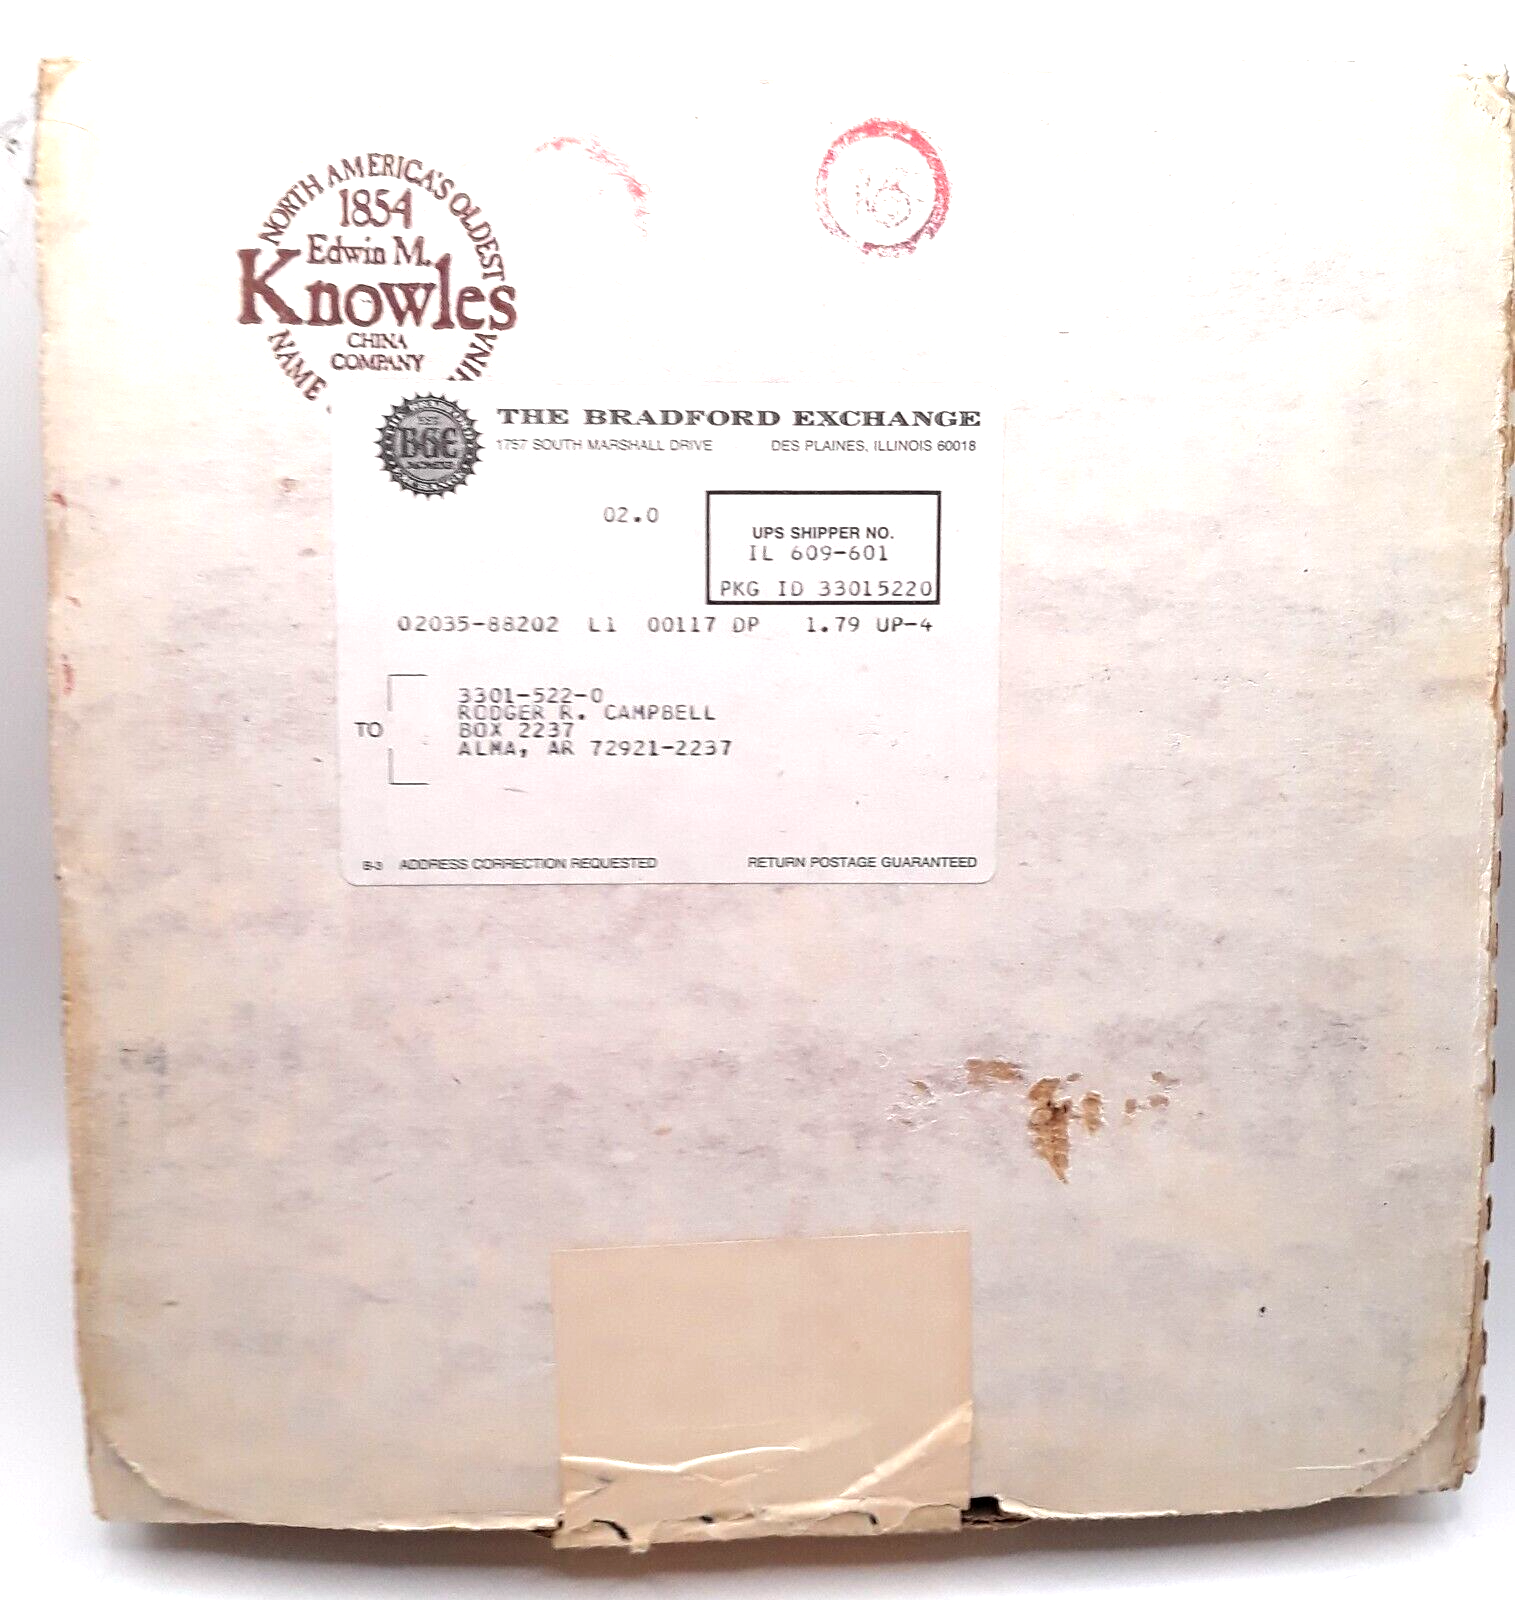 NORTH AMERICA'S OLDEST
1854
Edwin M.
Knowles
CHINA
COMPANY
NAME
THE BRADFORD EXCHANGE
1757 SOUTH MARSHALL DRIVE DES PLAINES, ILLINOIS 60018
BGE
02.0
UPS SHIPPER NO.
IL 609-601
PKG ID 33015220
02035-88202 L1 00117 DP 1.79 UP-4
3301-522-0
RODGER R. CAMPBELL
TO BOX 2237
ALMA, AR 72921-2237
B-3 ADDRESS CORRECTION REQUESTED RETURN POSTAGE GUARANTEED